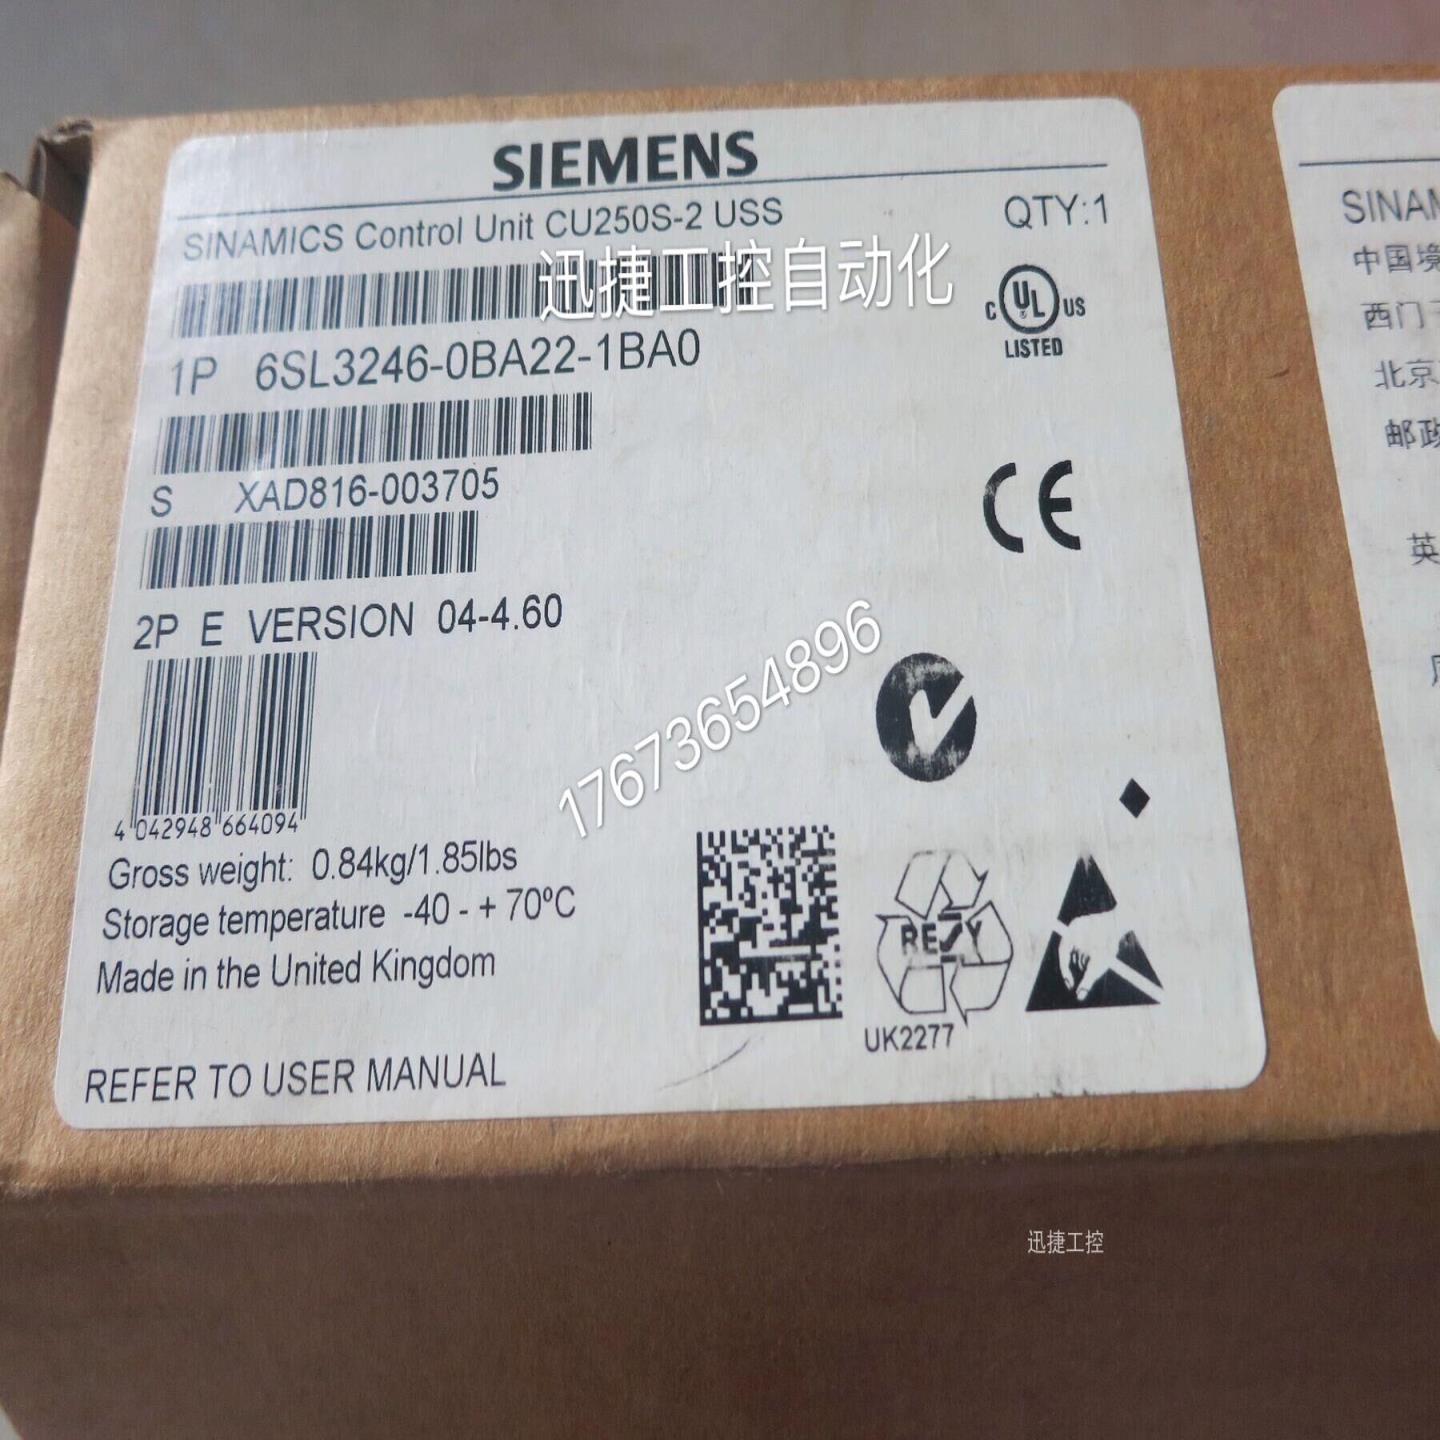 SIEMENS
SINAMICS Control Unit CU250S-2 USS
QTY:1
迅捷工控自动化
1P 6SL3246-0BA22-1BA0
C UL US
LISTED
S XAD816-003705
CE
2P E VERSION 04-4.60
17673654896
4 042948 664094
Gross weight: 0.84kg/1.85lbs
Storage temperature -40 - + 70ºC
Made in the United Kingdom
UK2277
REFER TO USER MANUAL
SINAM
中国境
西门子
北京
邮政
英
迅捷工控